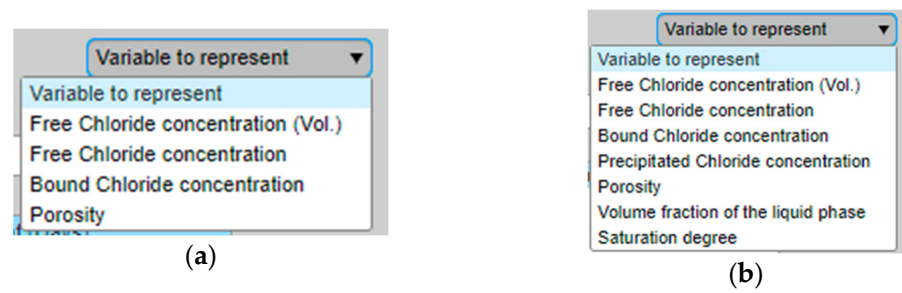 Variable to represent
Variable to represent
Free Chloride concentration (Vol.)
Free Chloride concentration
Bound Chloride concentration
Porosity
(a)
Variable to represent
Variable to represent
Free Chloride concentration (Vol.)
Free Chloride concentration
Bound Chloride concentration
Precipitated Chloride concentration
Porosity
Volume fraction of the liquid phase
Saturation degree
(b)